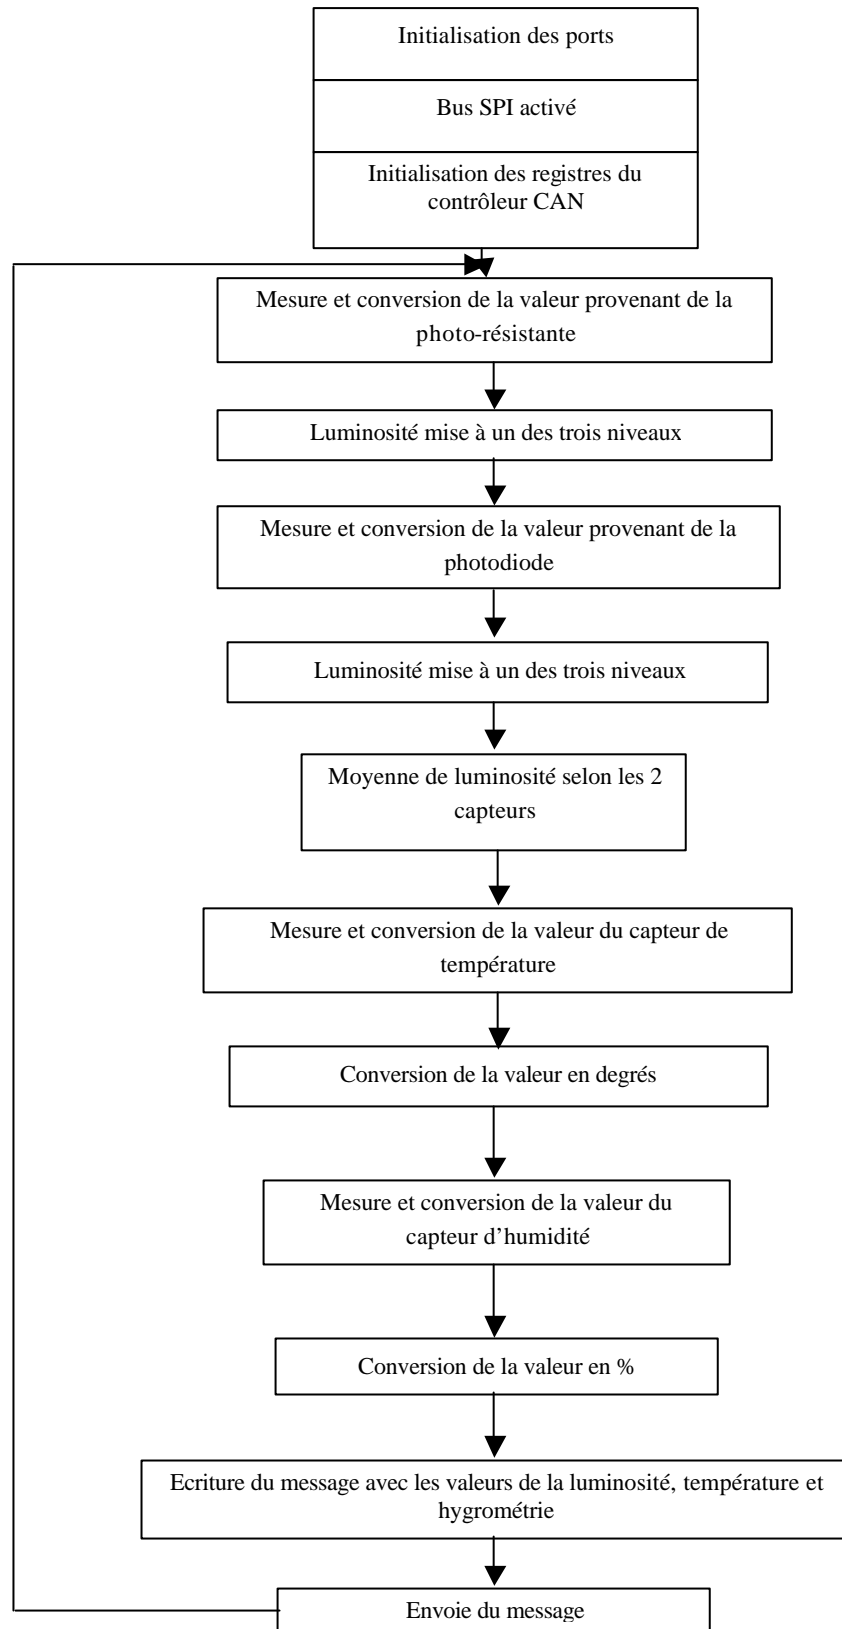 Initialisation des ports
Bus SPI activé
Initialisation des registres du
contrôleur CAN
Mesure et conversion de la valeur provenant de la
photo-résistante
Luminosité mise à un des trois niveaux
Mesure et conversion de la valeur provenant de la
photodiode
Luminosité mise à un des trois niveaux
Moyenne de luminosité selon les 2
capteurs
Mesure et conversion de la valeur du capteur de
température
Conversion de la valeur en degrés
Mesure et conversion de la valeur du
capteur d’humidité
Conversion de la valeur en %
Ecriture du message avec les valeurs de la luminosité, température et
hygrométrie
Envoie du message